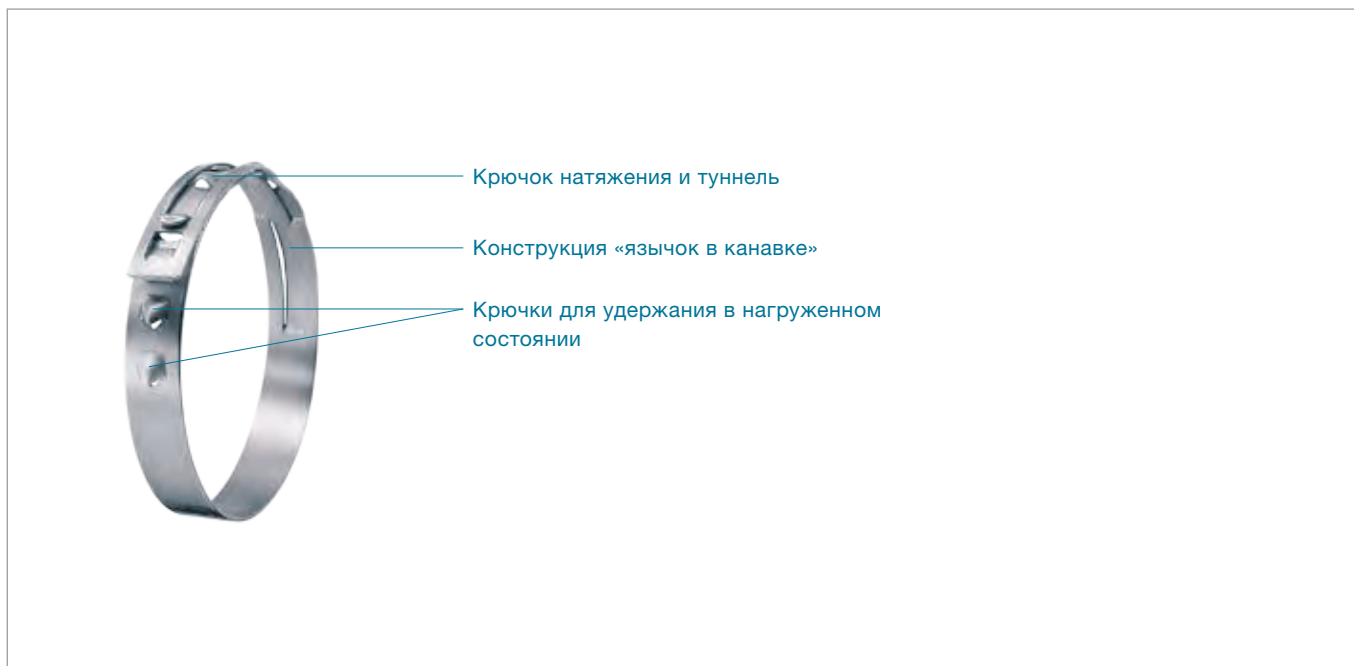 Крючок натяжения и туннель
Конструкция «язычок в канавке»
Крючки для удержания в нагруженном
состоянии